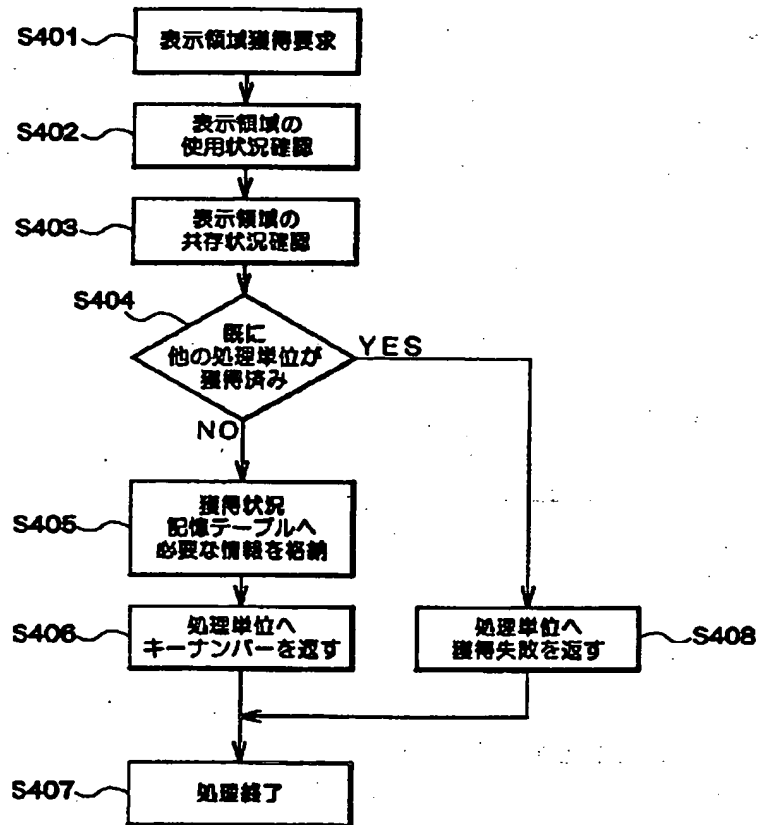 S401
表示領域獲得要求
S402
表示領域の
使用状況確認
S403
表示領域の
共存状況確認
S404
既に
他の処理単位が
獲得済み
YES
NO
S405
獲得状況
記憶テーブルへ
必要な情報を格納
S406
処理単位へ
キーナンバーを返す
処理単位へ
獲得失敗を返す
S408
S407
処理終了